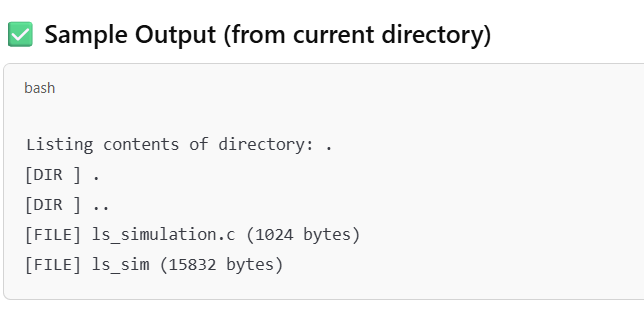 ✅ Sample Output (from current directory)
bash
Listing contents of directory: .
[DIR ] .
[DIR ] ..
[FILE] ls_simulation.c (1024 bytes)
[FILE] ls_sim (15832 bytes)